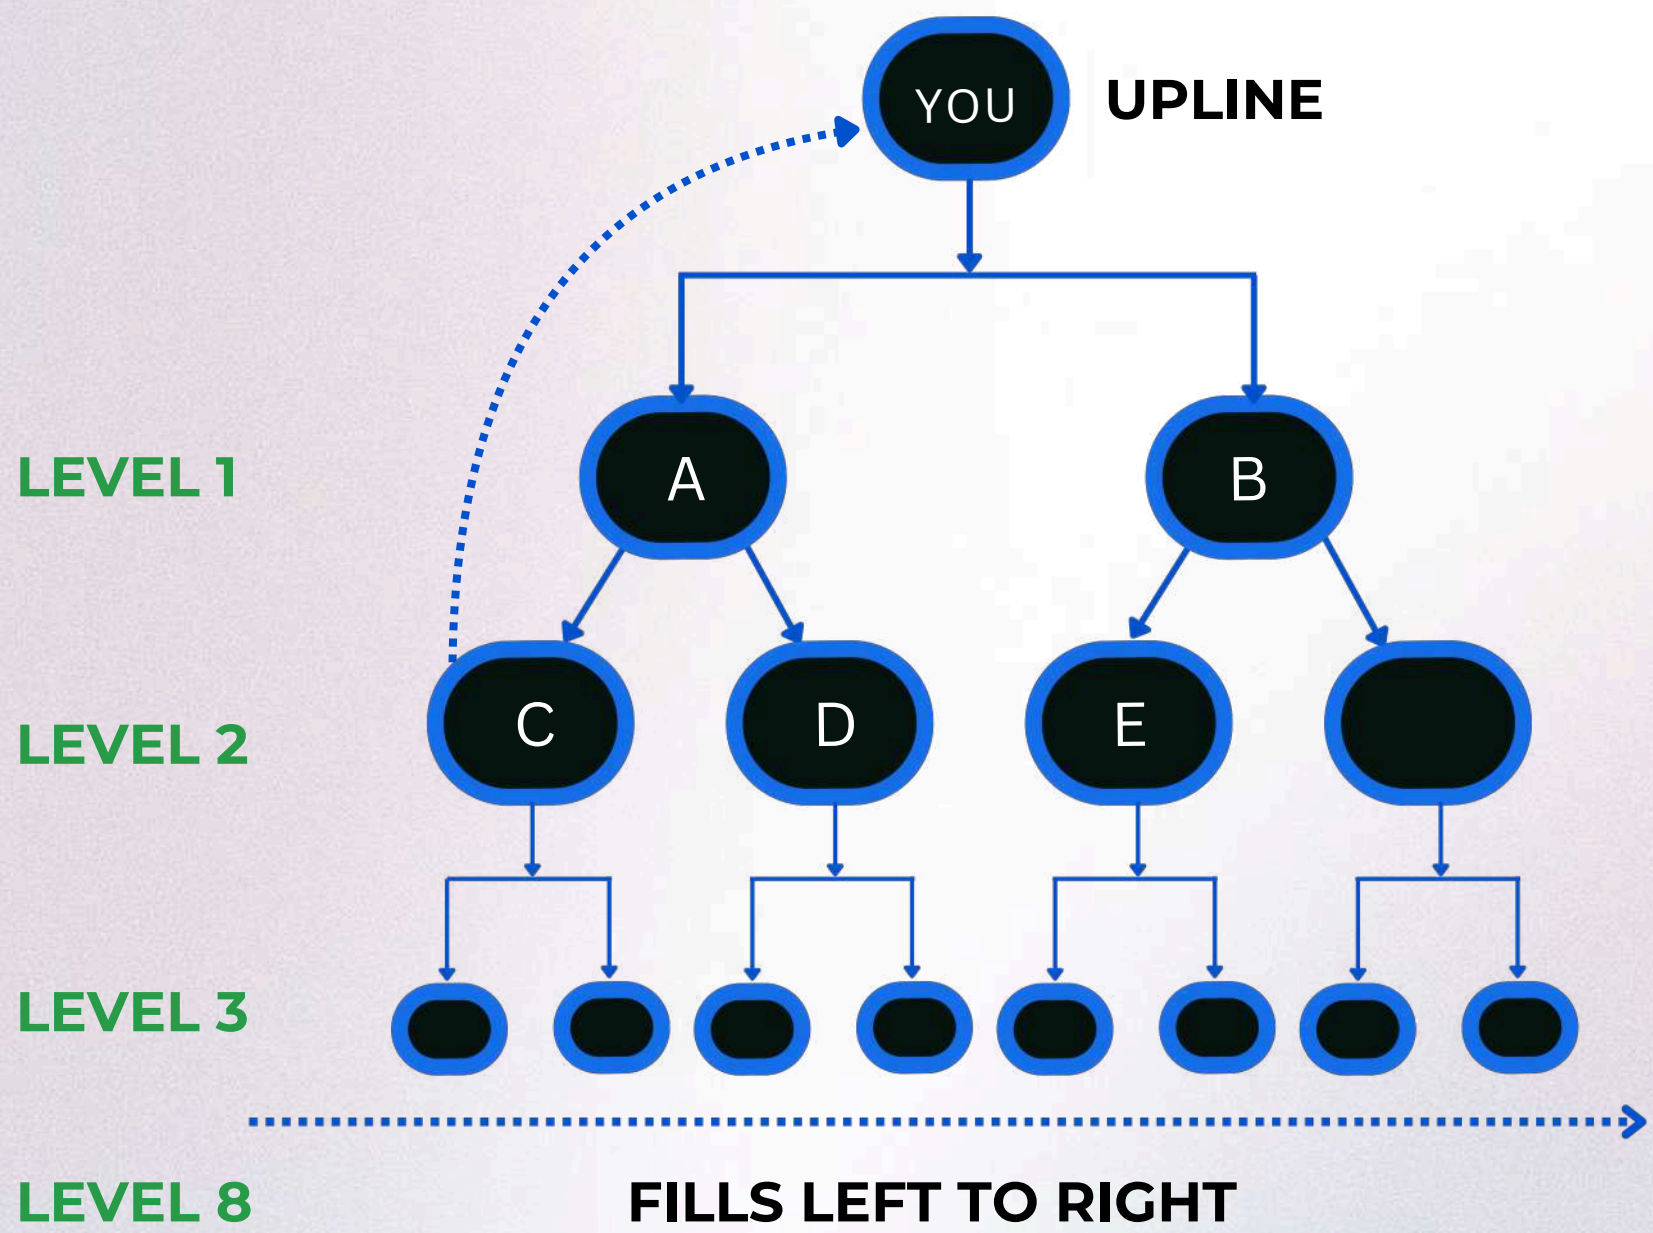 YOU
UPLINE
LEVEL 1
A
B
LEVEL 2
C
D
E
LEVEL 3
LEVEL 8
FILLS LEFT TO RIGHT